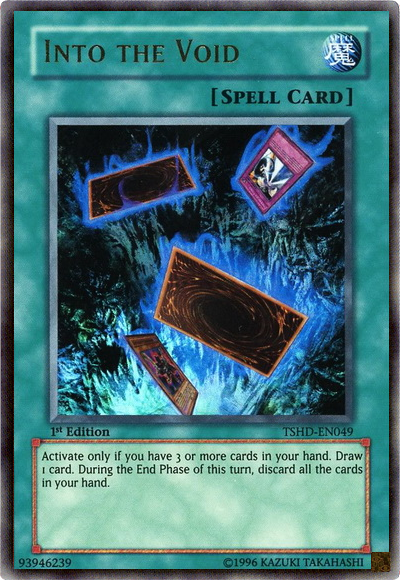 INTO THE VOID
魔
[SPELL CARD]
1st Edition
TSHD-EN049
Activate only if you have 3 or more cards in your hand. Draw
1 card. During the End Phase of this turn, discard all the cards
in your hand.
93946239
©1996 KAZUKI TAKAHASHI